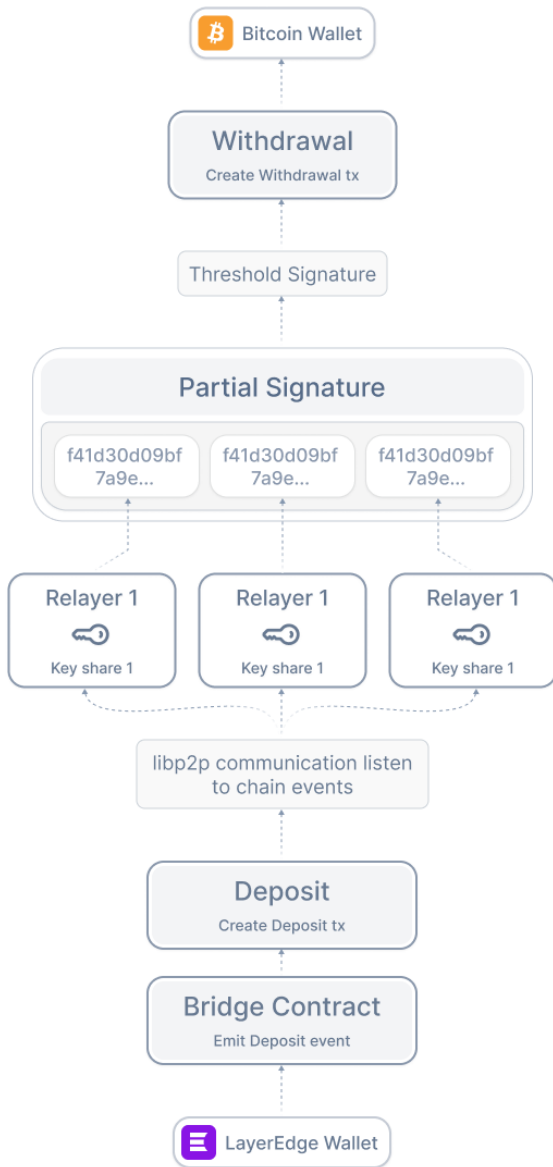 Bitcoin Wallet
Withdrawal
Create Withdrawal tx
Threshold Signature
Partial Signature
f41d30d09bf
7a9e...
f41d30d09bf
7a9e...
f41d30d09bf
7a9e...
Relayer 1
Key share 1
Relayer 1
Key share 1
Relayer 1
Key share 1
libp2p communication listen
to chain events
Deposit
Create Deposit tx
Bridge Contract
Emit Deposit event
LayerEdge Wallet